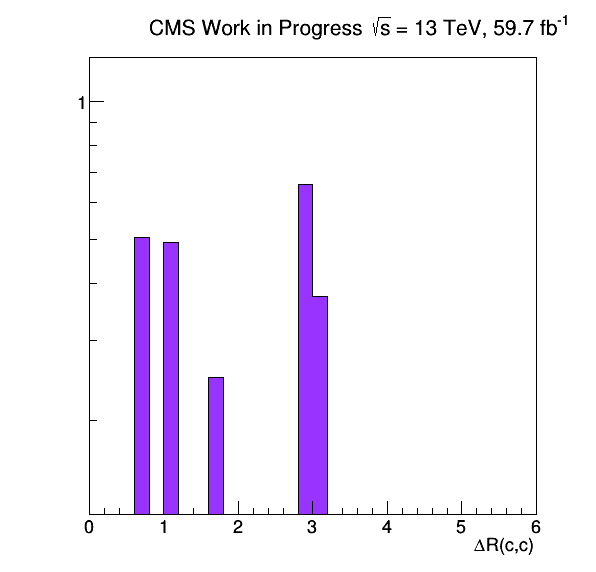 CMS Work in Progress √s = 13 TeV, 59.7 fb⁻¹
1
0 1 2 3 4 5 6
ΔR(c,c)